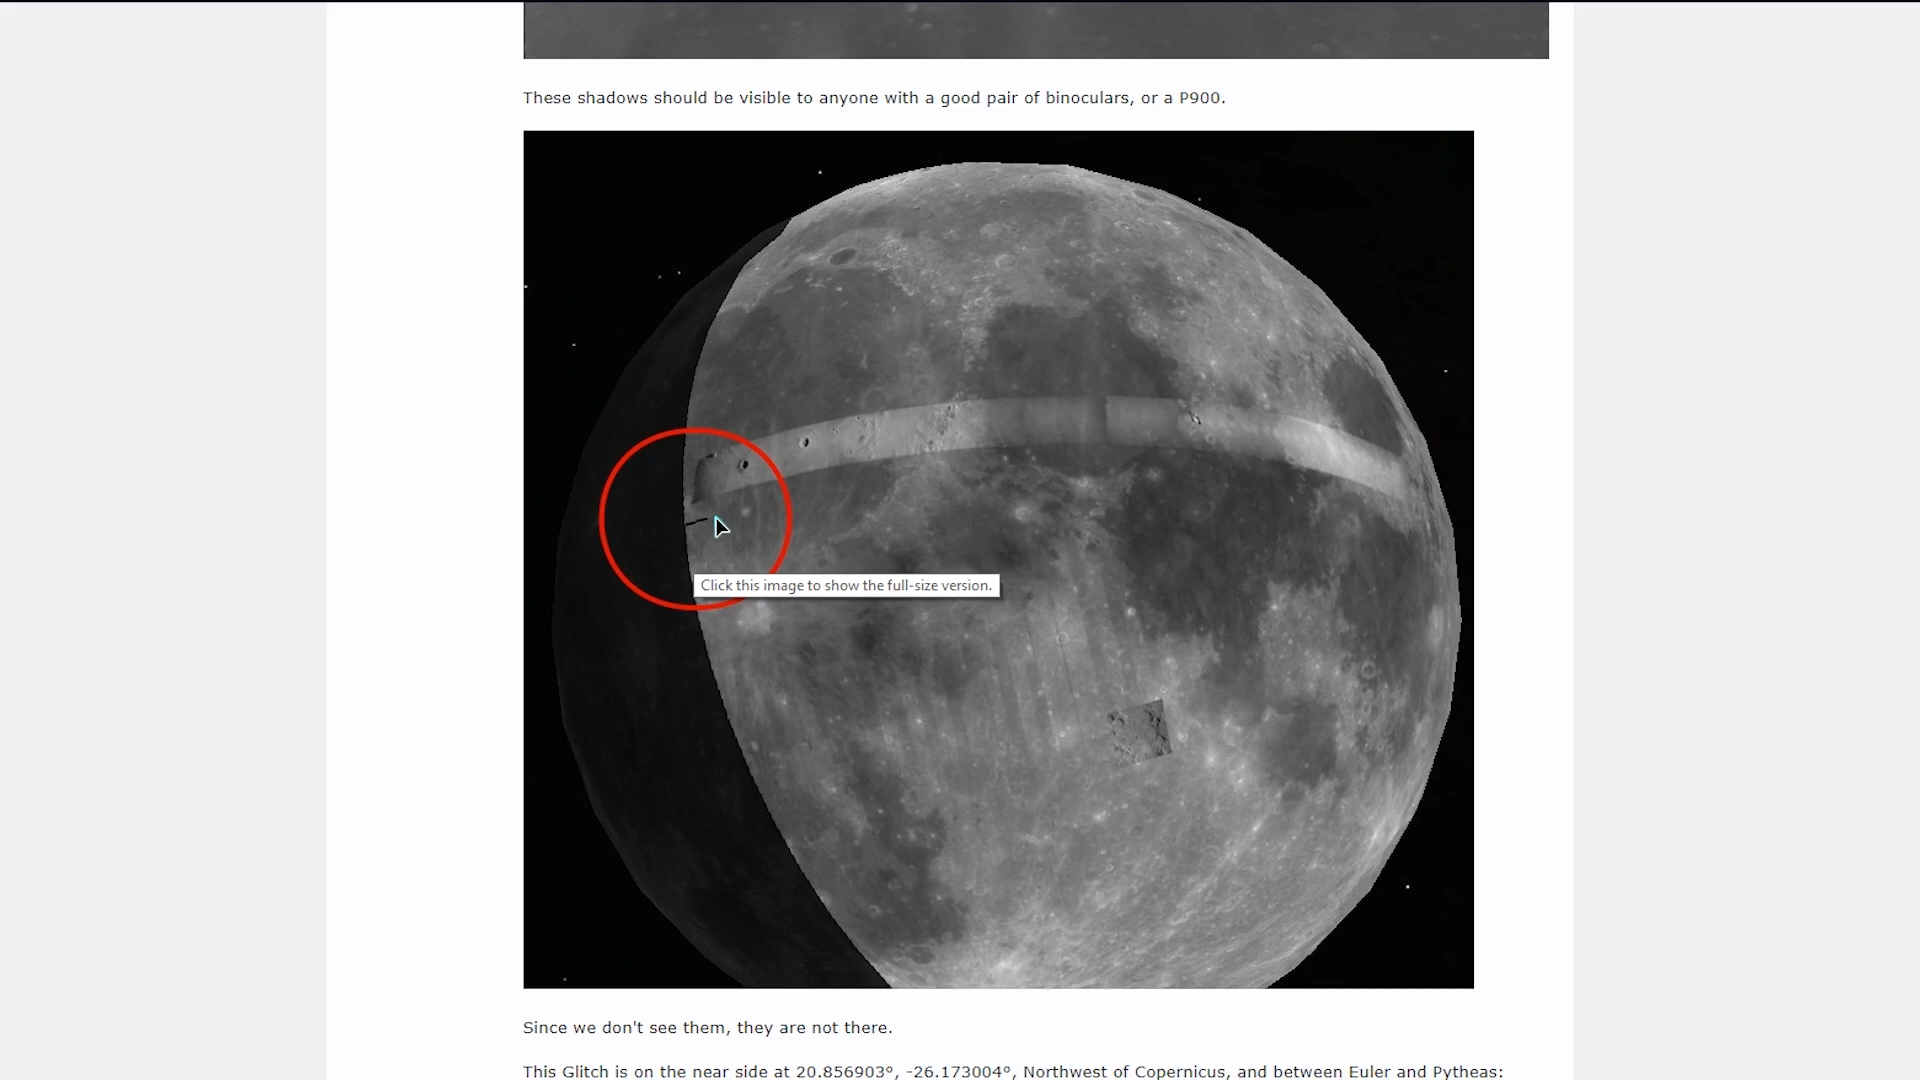 These shadows should be visible to anyone with a good pair of binoculars, or a P900.
Click this image to show the full-size version.
Since we don't see them, they are not there.
This Glitch is on the near side at 20.856903°, -26.173004°, Northwest of Copernicus, and between Euler and Pytheas: